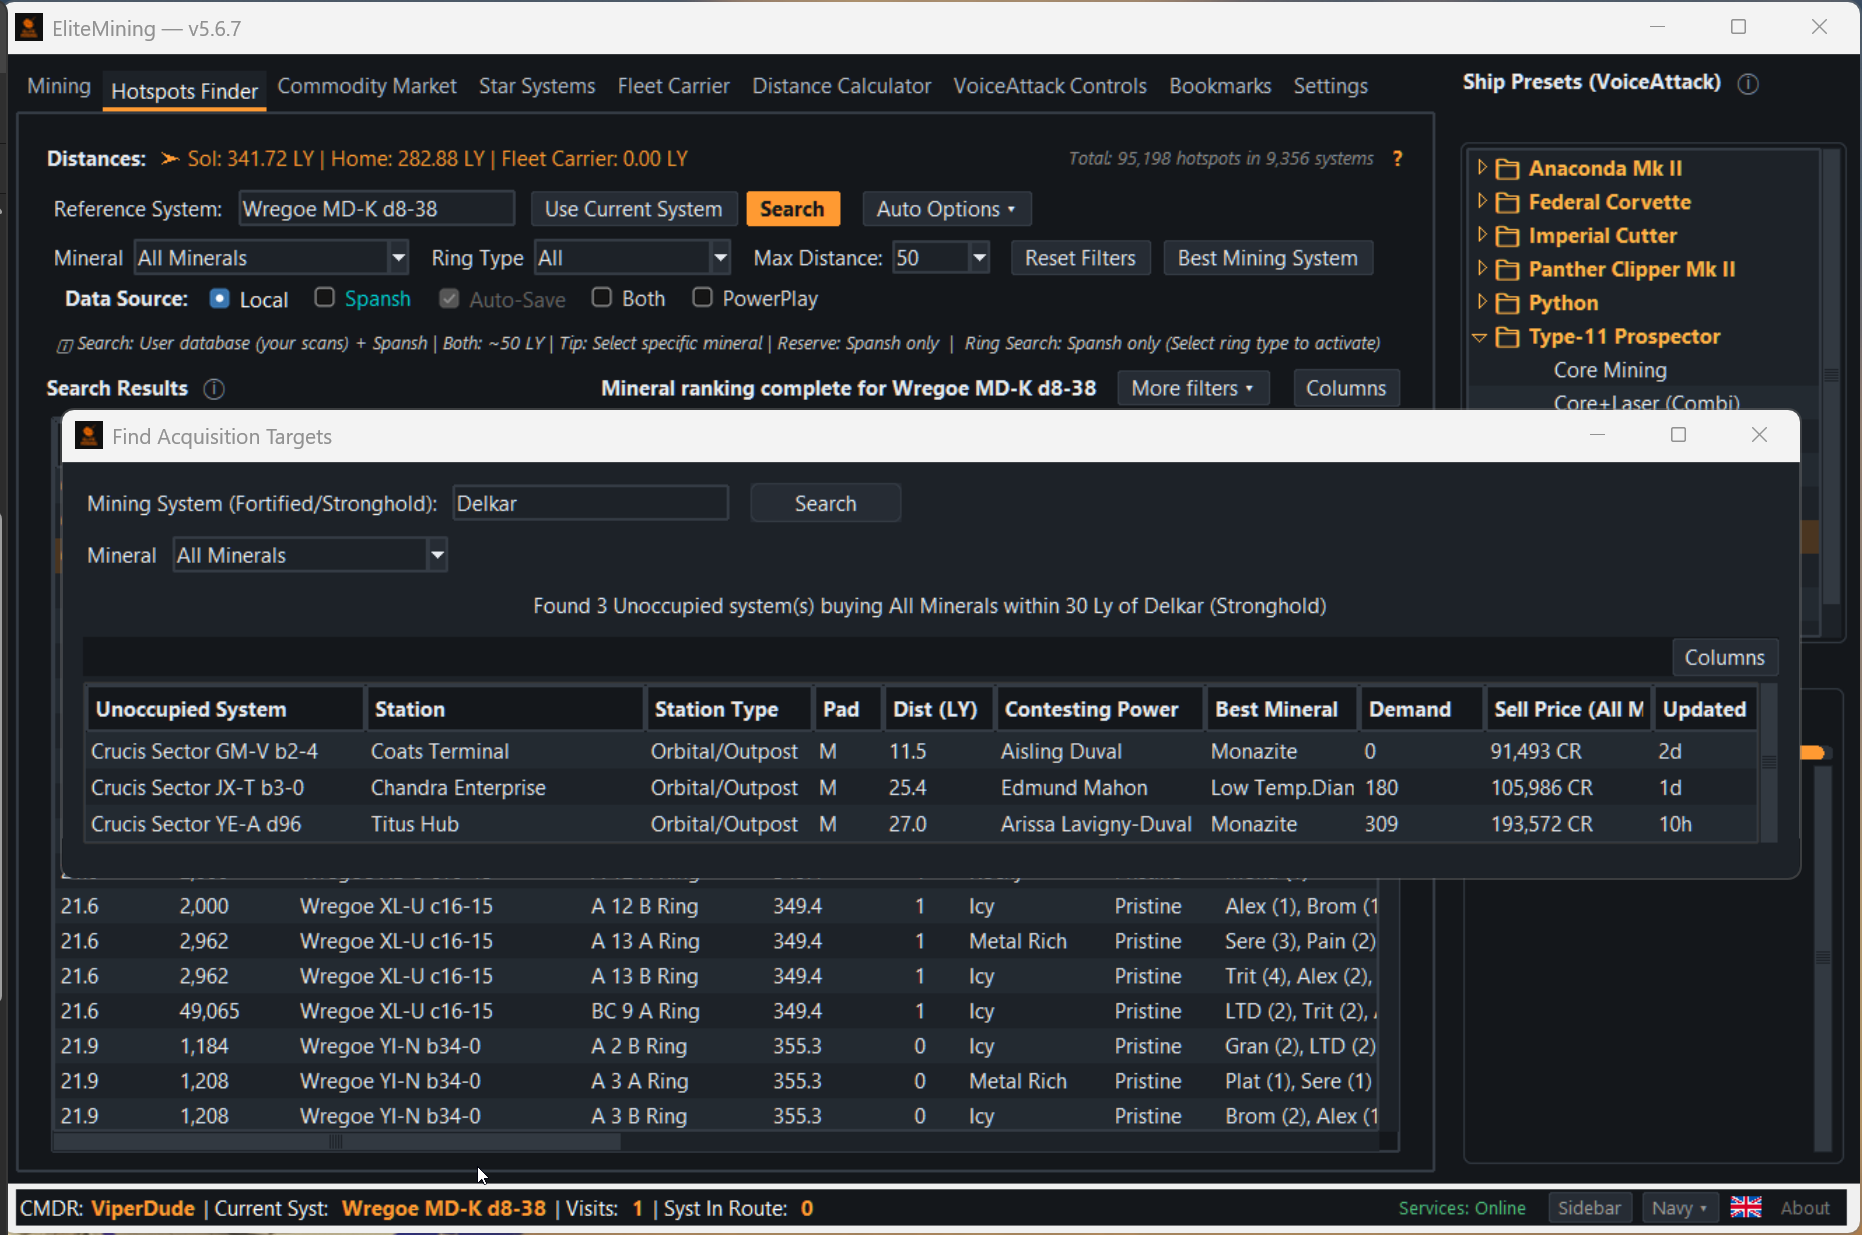 EliteMining — v5.6.7
Mining Hotspots Finder Commodity Market Star Systems Fleet Carrier Distance Calculator VoiceAttack Controls Bookmarks Settings
Ship Presets (VoiceAttack)
Distances: Sol: 341.72 LY | Home: 282.88 LY | Fleet Carrier: 0.00 LY
Total: 95,198 hotspots in 9,356 systems ?
Reference System: Wregoe MD-K d8-38 Use Current System Search Auto Options
Mineral All Minerals Ring Type All Max Distance: 50 Reset Filters Best Mining System
Data Source: Local Spansh Auto-Save Both PowerPlay
Search: User database (your scans) + Spansh | Both: ~50 LY | Tip: Select specific mineral | Reserve: Spansh only | Ring Search: Spansh only (Select ring type to activate)
Search Results Mineral ranking complete for Wregoe MD-K d8-38 More filters Columns
Anaconda Mk II
Federal Corvette
Imperial Cutter
Panther Clipper Mk II
Python
Type-11 Prospector
Core Mining
Core+Laser (Combi)
Find Acquisition Targets
Mining System (Fortified/Stronghold): Delkar Search
Mineral All Minerals
Found 3 Unoccupied system(s) buying All Minerals within 30 Ly of Delkar (Stronghold)
Columns
Unoccupied System Station Station Type Pad Dist (LY) Contesting Power Best Mineral Demand Sell Price (All M Updated
Crucis Sector GM-V b2-4 Coats Terminal Orbital/Outpost M 11.5 Aisling Duval Monazite 0 91,493 CR 2d
Crucis Sector JX-T b3-0 Chandra Enterprise Orbital/Outpost M 25.4 Edmund Mahon Low Temp.Dian 180 105,986 CR 1d
Crucis Sector YE-A d96 Titus Hub Orbital/Outpost M 27.0 Arissa Lavigny-Duval Monazite 309 193,572 CR 10h
21.6 2,000 Wregoe XL-U c16-15 A 12 B Ring 349.4 1 Icy Pristine Alex (1), Brom (1
21.6 2,962 Wregoe XL-U c16-15 A 13 A Ring 349.4 1 Metal Rich Pristine Sere (3), Pain (2)
21.6 2,962 Wregoe XL-U c16-15 A 13 B Ring 349.4 1 Icy Pristine Trit (4), Alex (2),
21.6 49,065 Wregoe XL-U c16-15 BC 9 A Ring 349.4 1 Icy Pristine LTD (2), Trit (2),
21.9 1,184 Wregoe YI-N b34-0 A 2 B Ring 355.3 0 Icy Pristine Gran (2), LTD (2)
21.9 1,208 Wregoe YI-N b34-0 A 3 A Ring 355.3 0 Metal Rich Pristine Plat (1), Sere (1)
21.9 1,208 Wregoe YI-N b34-0 A 3 B Ring 355.3 0 Icy Pristine Brom (2), Alex (1
CMDR: ViperDude | Current Syst: Wregoe MD-K d8-38 | Visits: 1 | Syst In Route: 0
Services: Online Sidebar Navy About